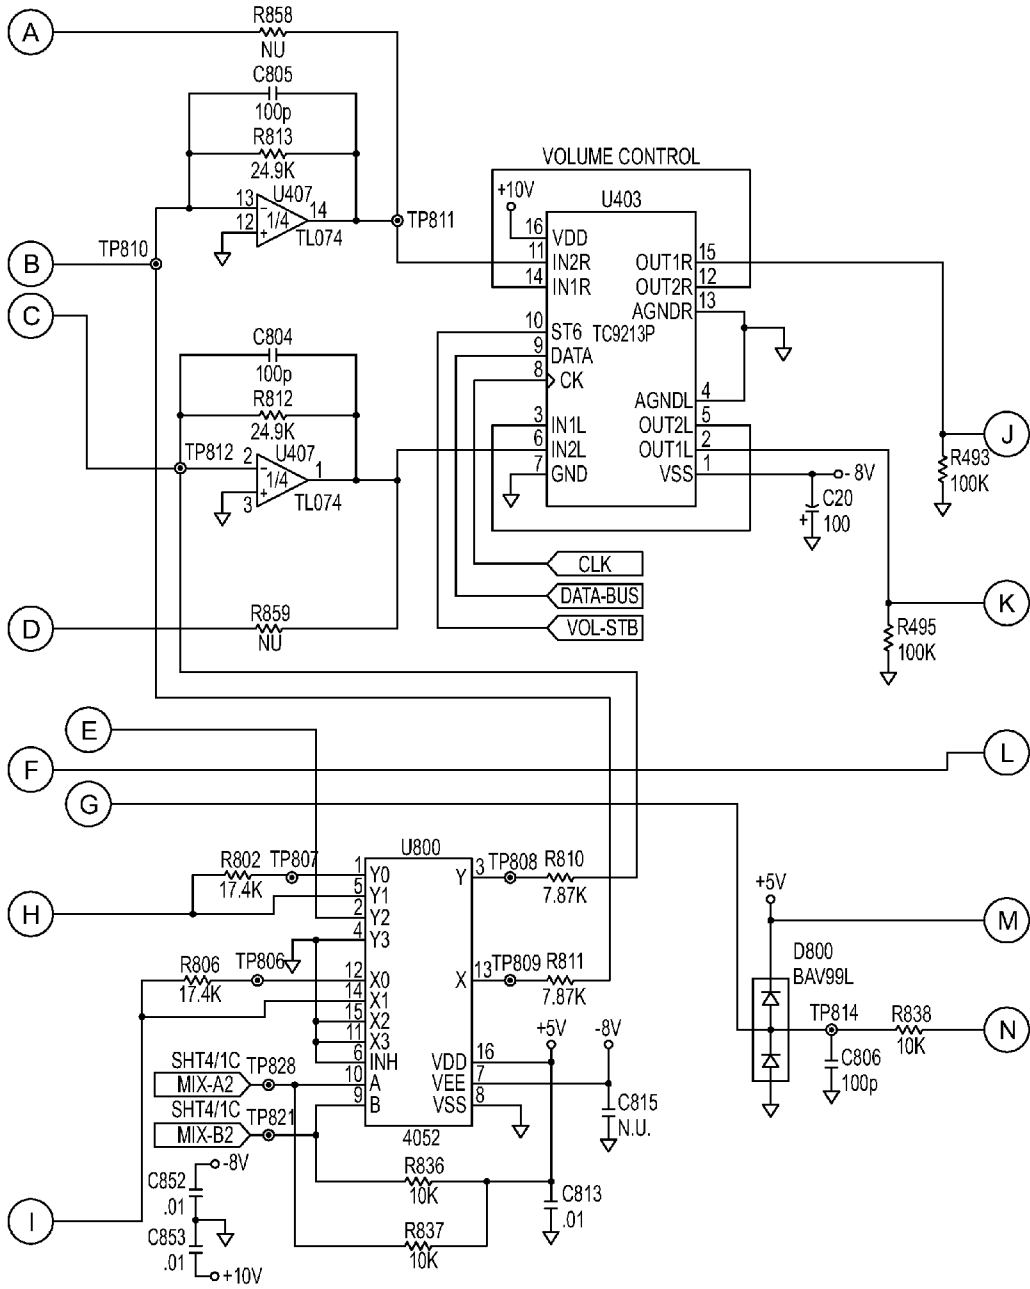 A
R858
NU
C805
100p
R813
24.9K
13
12
U407
1/4
14
TL074
TP811
TP810
B
C
C804
100p
R812
24.9K
TP812
2
3
U407
1/4
1
TL074
D
R859
NU
VOLUME CONTROL
+10V
U403
16 VDD
11 IN2R
14 IN1R
10 ST6
9 DATA
8 CK
3 IN1L
6 IN2L
7 GND
TC9213P
OUT1R 15
OUT2R 12
AGNDR 13
AGNDL 4
OUT2L 5
OUT1L 2
VSS 1
-8V
C20
+ 100
J
R493
100K
K
R495
100K
CLK
DATA-BUS
VOL-STB
E
F
L
G
H
R802
17.4K
TP807
U800
1 Y0
5 Y1
2 Y2
4 Y3
12 X0
14 X1
15 X2
11 X3
6 INH
10 A
9 B
Y 3
X 13
VDD 16
VEE 7
VSS 8
4052
TP808
R810
7.87K
TP809
R811
7.87K
R806
17.4K
TP806
SHT4/1C
MIX-A2
TP828
SHT4/1C
MIX-B2
TP821
+5V
-8V
C815
N.U.
R836
10K
R837
10K
C813
.01
-8V
C852
.01
C853
.01
+10V
I
+5V
M
D800
BAV99L
TP814
R838
10K
N
C806
100p